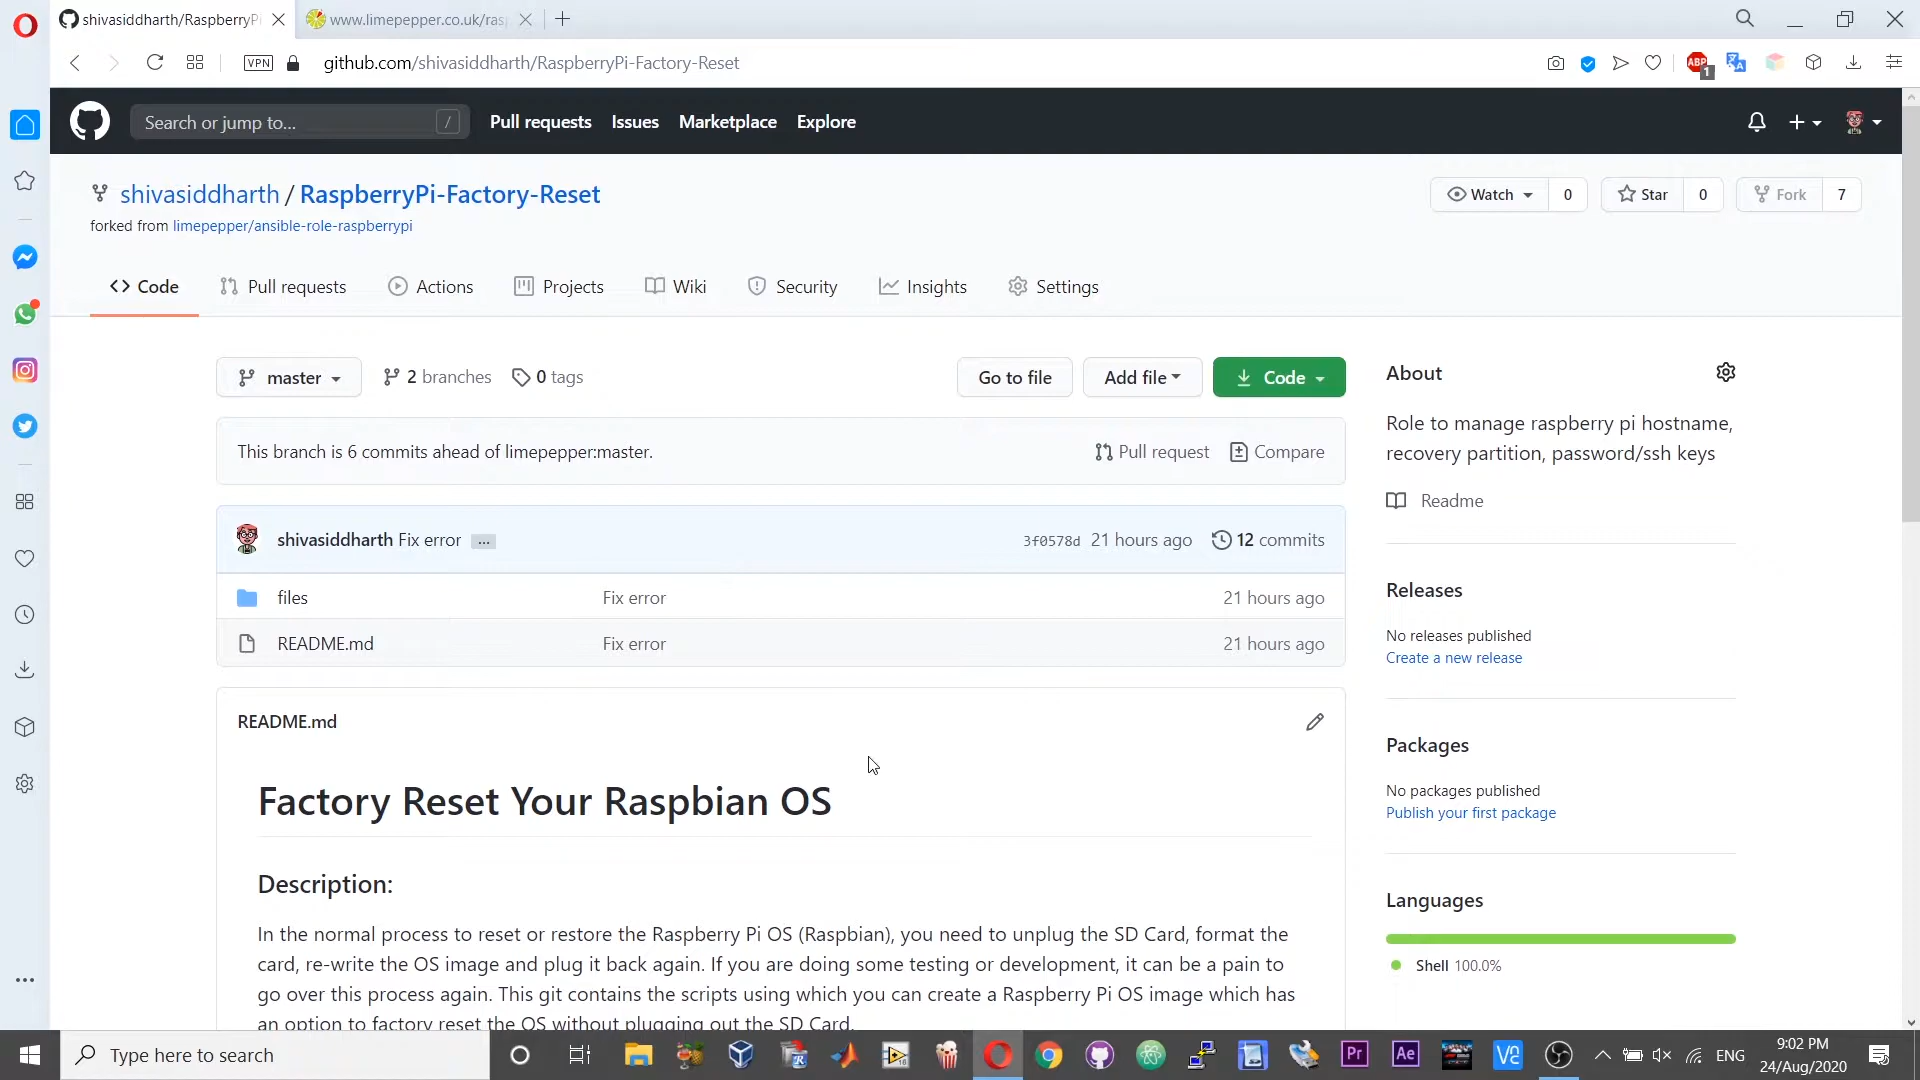 shivasiddharth/RaspberryPi
www.limepepper.co.uk/ras
VPN
github.com/shivasiddharth/RaspberryPi-Factory-Reset
ABP
1
Search or jump to...
/
Pull requests
Issues
Marketplace
Explore
shivasiddharth / RaspberryPi-Factory-Reset
forked from limepepper/ansible-role-raspberrypi
Watch
0
Star
0
Fork
7
Code
Pull requests
Actions
Projects
Wiki
Security
Insights
Settings
master
2 branches
0 tags
Go to file
Add file
Code
This branch is 6 commits ahead of limepepper:master.
Pull request
Compare
shivasiddharth Fix error ...
3f0578d 21 hours ago
12 commits
files
Fix error
21 hours ago
README.md
Fix error
21 hours ago
README.md
Factory Reset Your Raspbian OS
Description:
In the normal process to reset or restore the Raspberry Pi OS (Raspbian), you need to unplug the SD Card, format the
card, re-write the OS image and plug it back again. If you are doing some testing or development, it can be a pain to
go over this process again. This git contains the scripts using which you can create a Raspberry Pi OS image which has
an option to factory reset the OS without plugging out the SD Card.
About
Role to manage raspberry pi hostname,
recovery partition, password/ssh keys
Readme
Releases
No releases published
Create a new release
Packages
No packages published
Publish your first package
Languages
Shell 100.0%
Type here to search
Pr
Ae
ENG
9:02 PM
24/Aug/2020